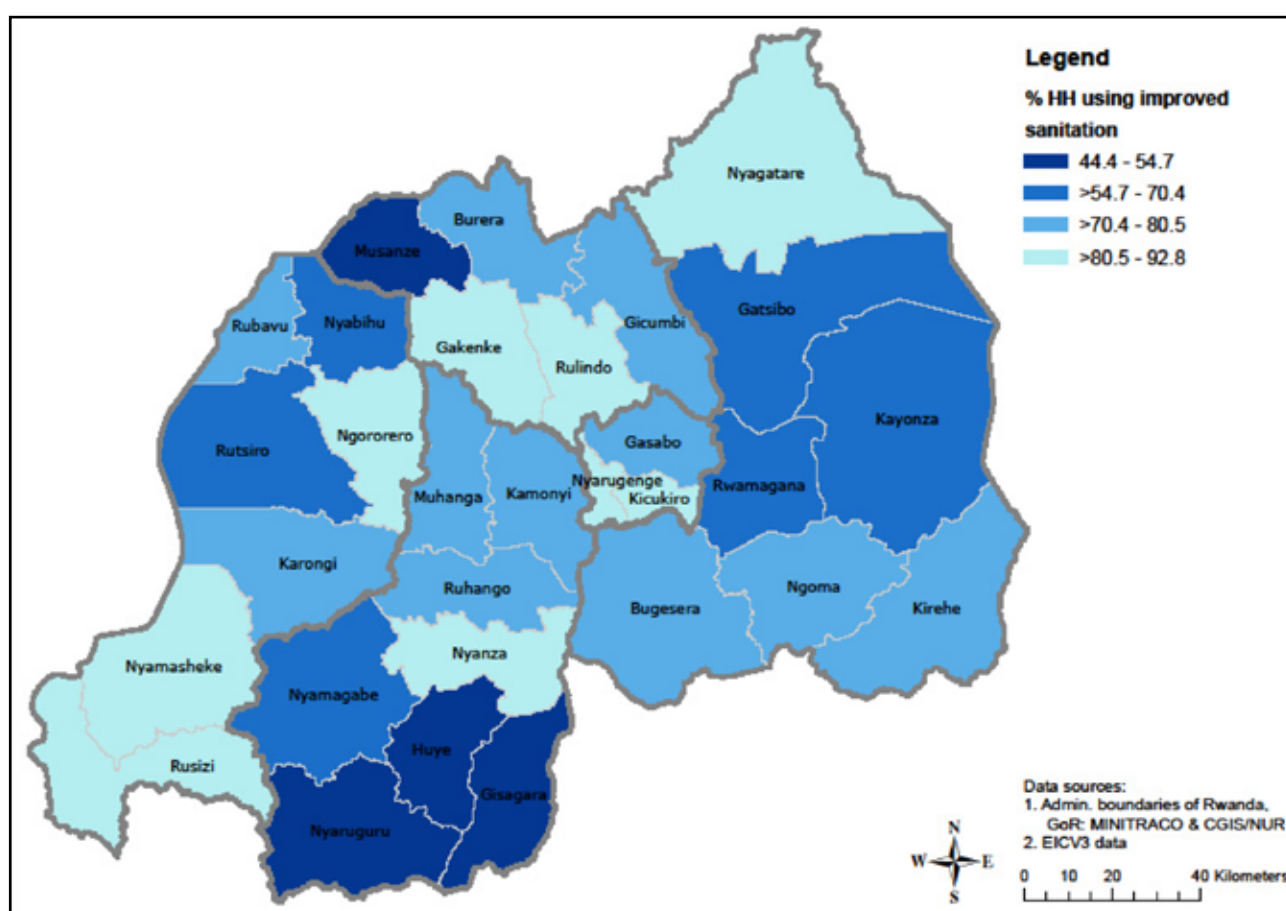 Legend
% HH using improved
sanitation
44.4 - 54.7
>54.7 - 70.4
>70.4 - 80.5
>80.5 - 92.8
Nyagatare
Burera
Musanze
Gatsibo
Rubavu
Nyabihu
Gicumbi
Gakenke
Rulindo
Kayonza
Ngororero
Gasabo
Rutsiro
Nyarugenge
Rwamagana
Muhanga
Kamonyi
Kicukiro
Karongi
Ruhango
Ngoma
Bugesera
Kirehe
Nyamasheke
Nyanza
Nyamagabe
Huye
Rusizi
Gisagara
Nyaruguru
Data sources:
1. Admin. boundaries of Rwanda,
GoR: MINITRACO & CGIS/NUR
2. EICV3 data
N
W E
S
0 10 20 40 Kilometers